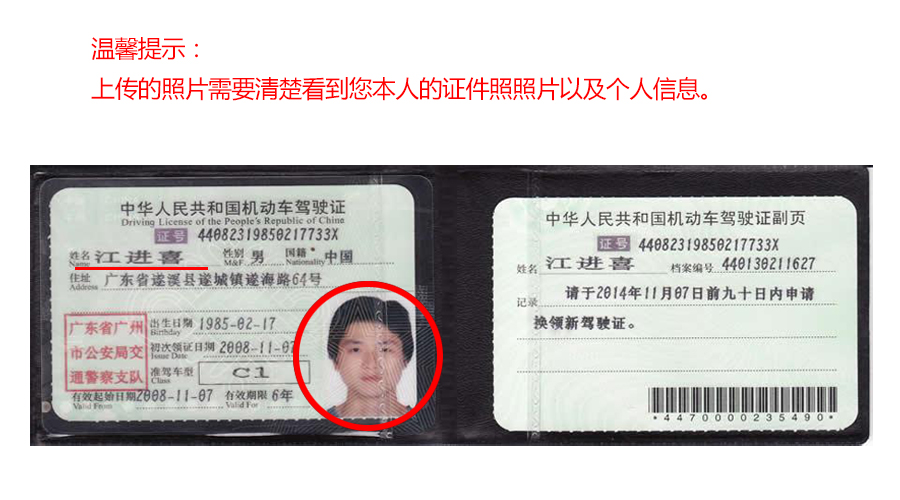 温馨提示：
上传的照片需要清楚看到您本人的证件照照片以及个人信息。
中华人民共和国机动车驾驶证
Driving License of the People's Republic of China
证号 44082319850217733X
姓名 江进喜 性别 男 国籍 中国
Name M&F Nationality
住址 广东省遂溪县遂城镇遂海路64号
Address
广东省广州
市公安局交
通警察支队
出生日期 1985-02-17
Birthday
初次领证日期 2008-11-07
Issue Date
准驾车型 C1
Class
有效起始日期 2008-11-07 有效期限 6年
Valid From Valid For
中华人民共和国机动车驾驶证副页
证号 44082319850217733X
姓名 江进喜 档案编号 440130211627
记录 请于2014年11月07日前九十日内申请
换领新驾驶证。
*4470000235490*